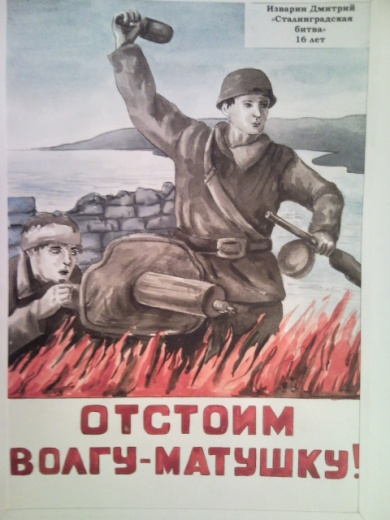 Изварин Дмитрий
«Сталинградская
битва»
16 лет
ОТСТОИМ
ВОЛГУ-МАТУШКУ!